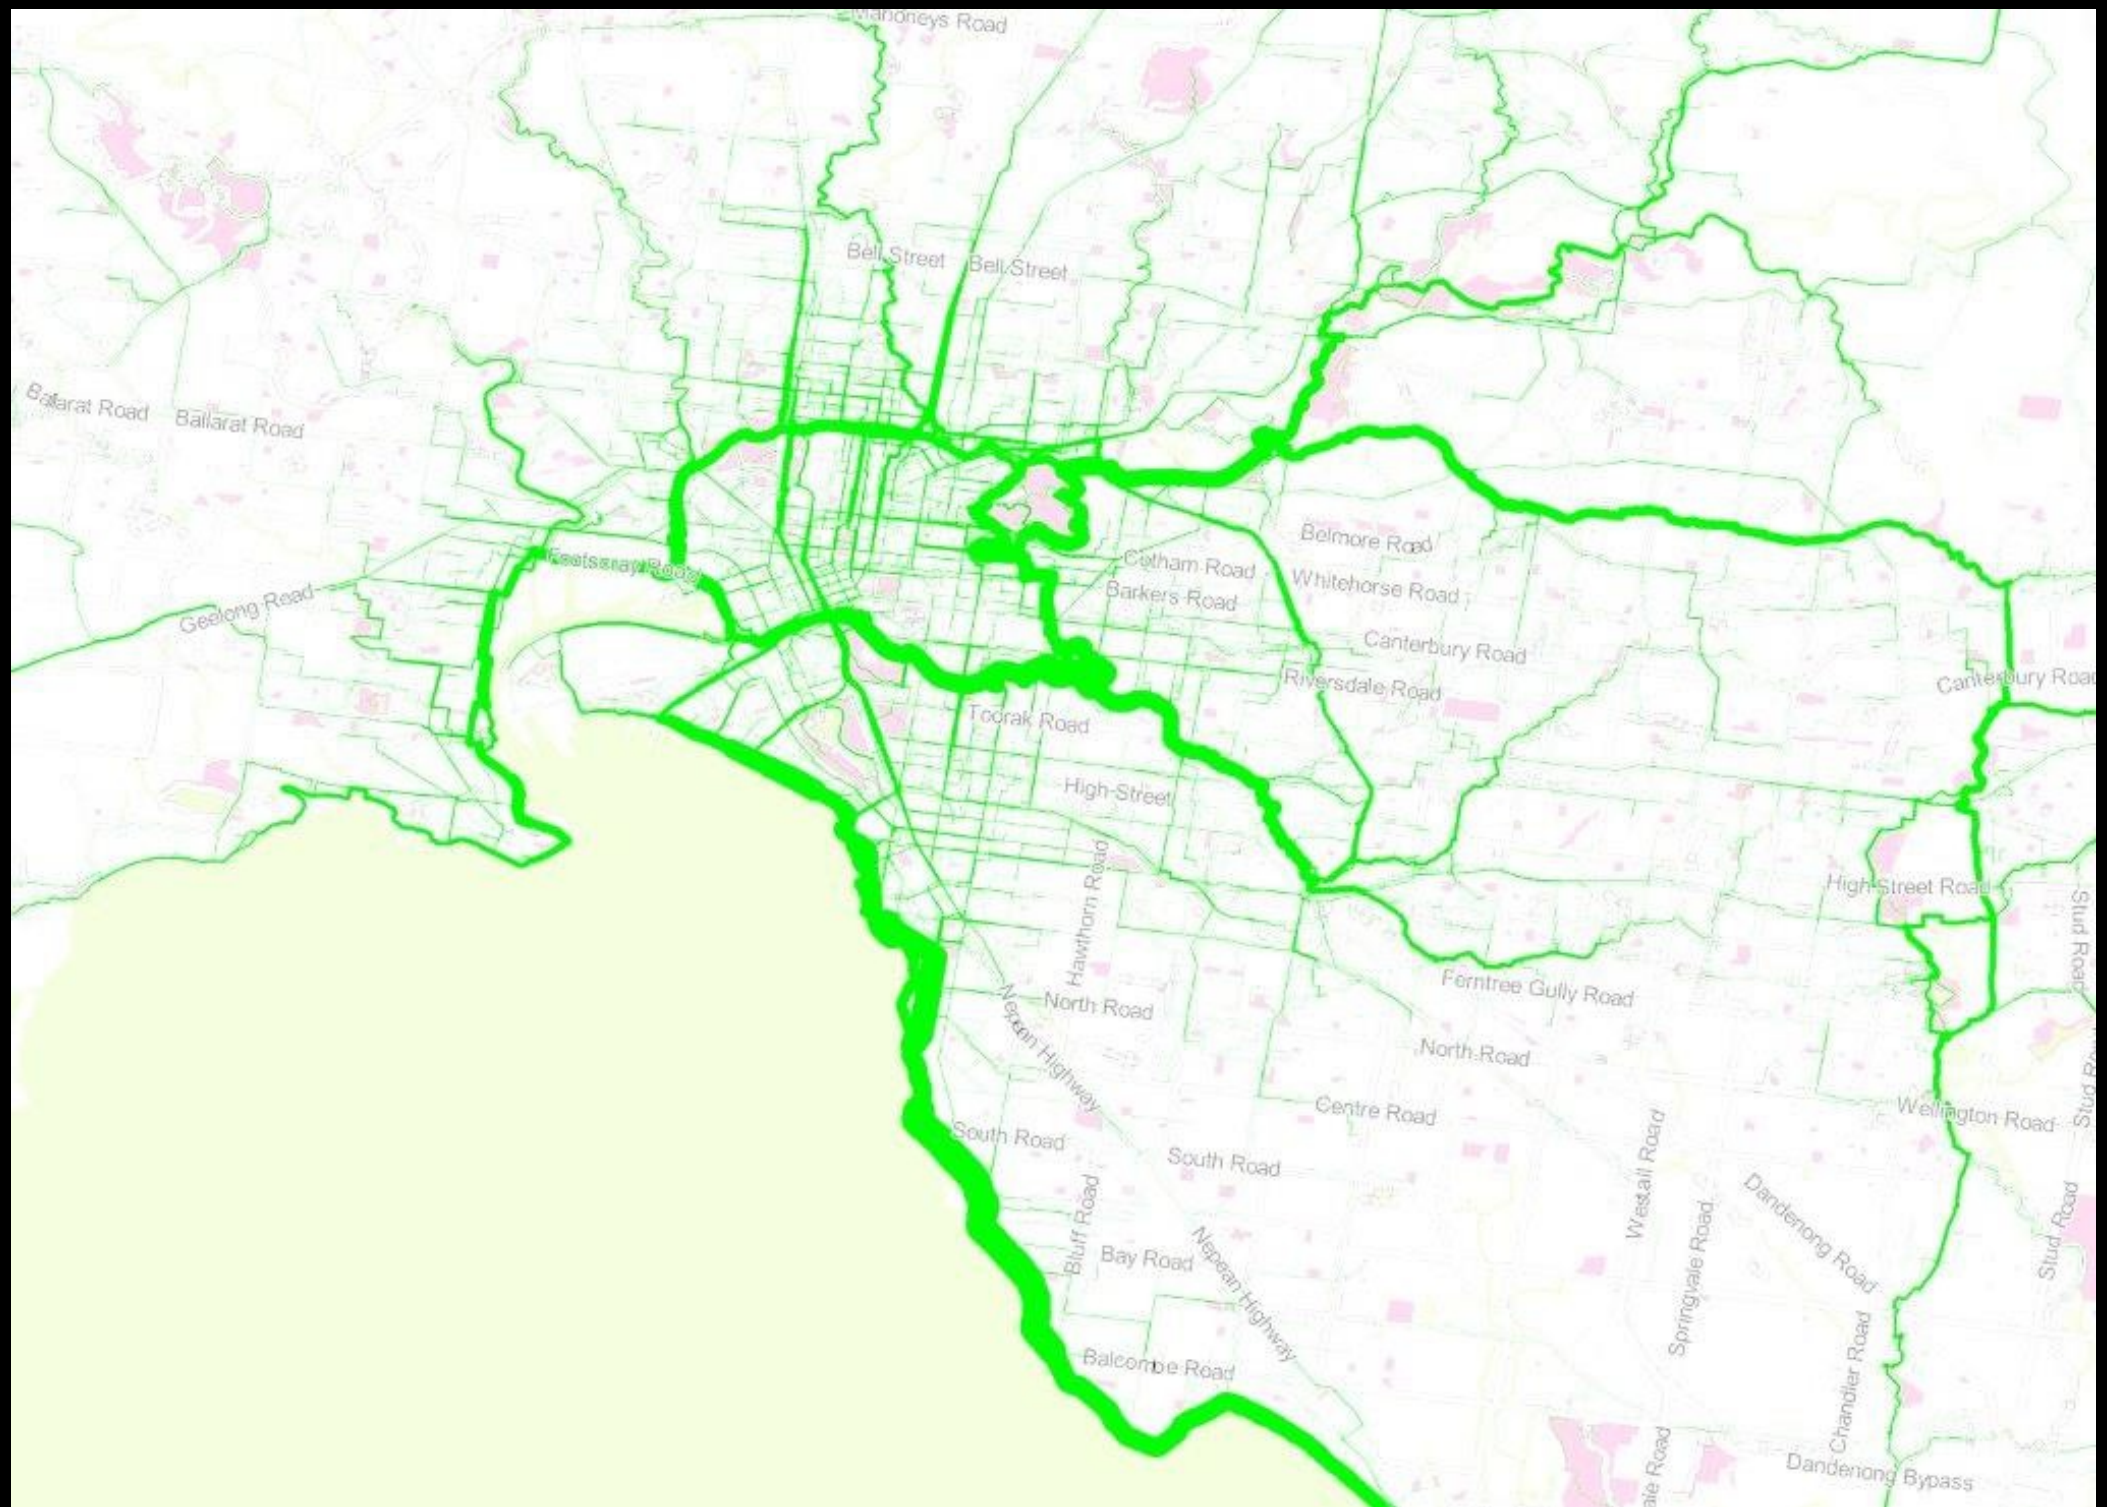 Mahoneys Road
Bell Street
Bell Street
Ballarat Road
Ballarat Road
Footscray Road
Belmore Road
Cotham Road
Whitehorse Road
Barkers Road
Geelong Road
Canterbury Road
Riversdale Road
Canterbury Road
Toorak Road
High Street
High Street Road
Hawthorn Road
Stud Road
Ferntree Gully Road
North Road
Nepean Highway
North Road
Stud
Centre Road
Wellington Road
South Road
South Road
Westall Road
Dandenong Road
Bluff Road
Stud Road
Bay Road
Nepean Highway
Springvale Road
Balcombe Road
Chandler Road
Dandenong Bypass
ale Road